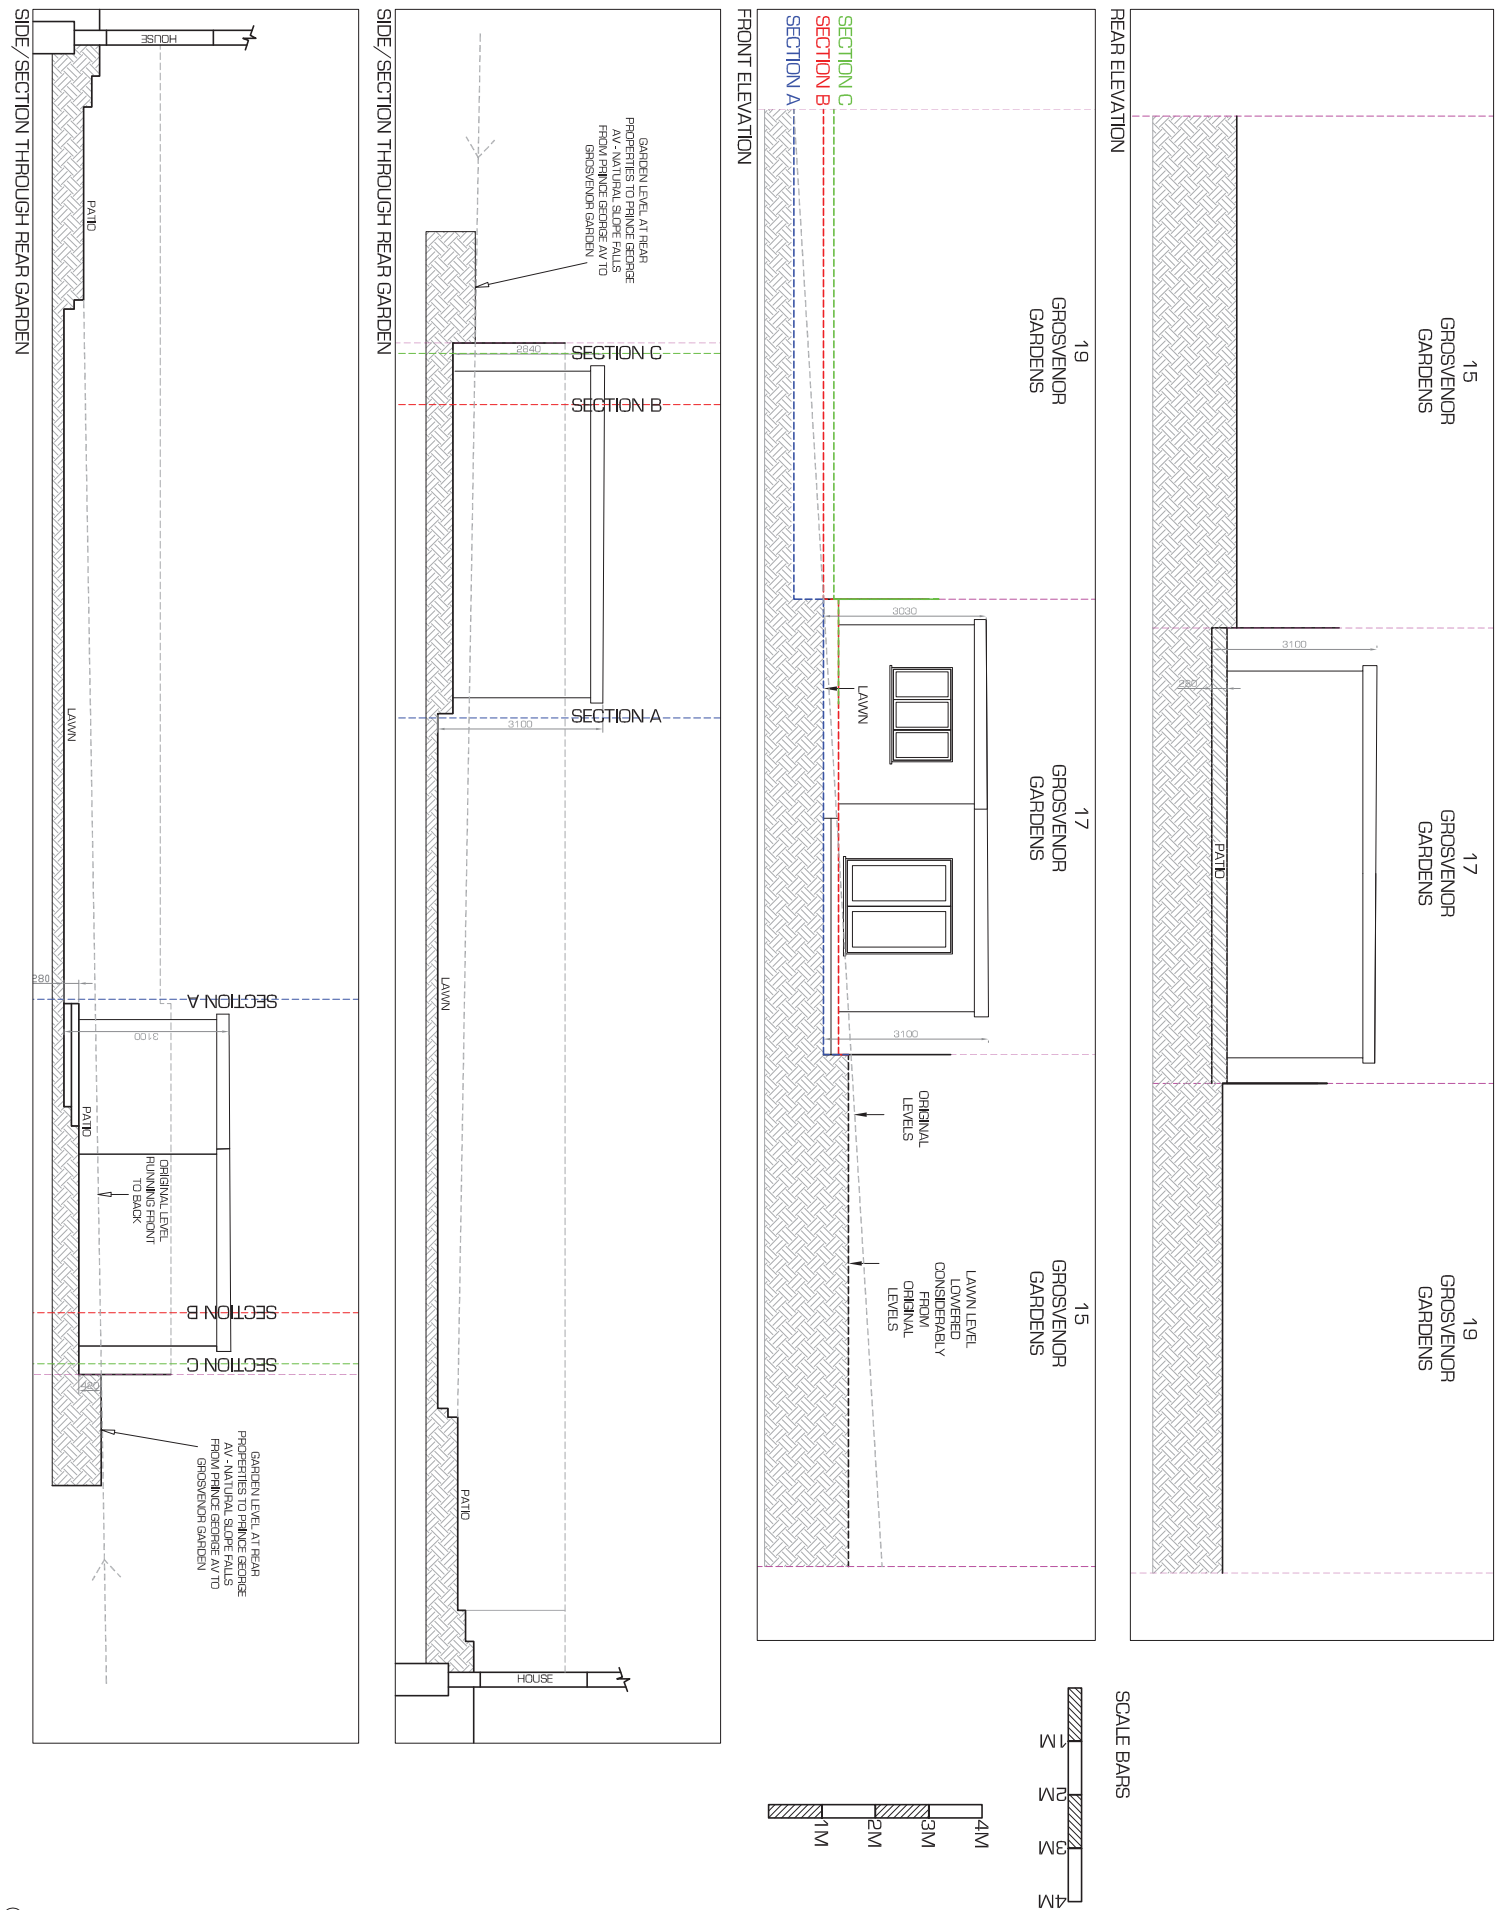 REAR ELEVATION
15
GROSVENOR
GARDENS
17
GROSVENOR
GARDENS
19
GROSVENOR
GARDENS
3100
280
PATIO
SCALE BARS
1M
2M
3M
4M
1M
2M
3M
4M
FRONT ELEVATION
SECTION C
SECTION B
SECTION A
19
GROSVENOR
GARDENS
17
GROSVENOR
GARDENS
15
GROSVENOR
GARDENS
3030
LAWN
3100
ORIGINAL
LEVELS
LAWN LEVEL
LOWERED
CONSIDERABLY
FROM
ORIGINAL
LEVELS
SIDE/SECTION THROUGH REAR GARDEN
GARDEN LEVEL AT REAR
PROPERTIES TO PRINCE GEORGE
AV - NATURAL SLOPE FALLS
FROM PRINCE GEORGE AV TO
GROSVENOR GARDEN
2840
SECTION C
SECTION B
SECTION A
3100
LAWN
PATIO
HOUSE
SIDE/SECTION THROUGH REAR GARDEN
HOUSE
PATIO
LAWN
280
SECTION A
3100
PATIO
ORIGINAL LEVEL
RUNNING FRONT
TO BACK
SECTION B
SECTION C
420
GARDEN LEVEL AT REAR
PROPERTIES TO PRINCE GEORGE
AV - NATURAL SLOPE FALLS
FROM PRINCE GEORGE AV TO
GROSVENOR GARDEN